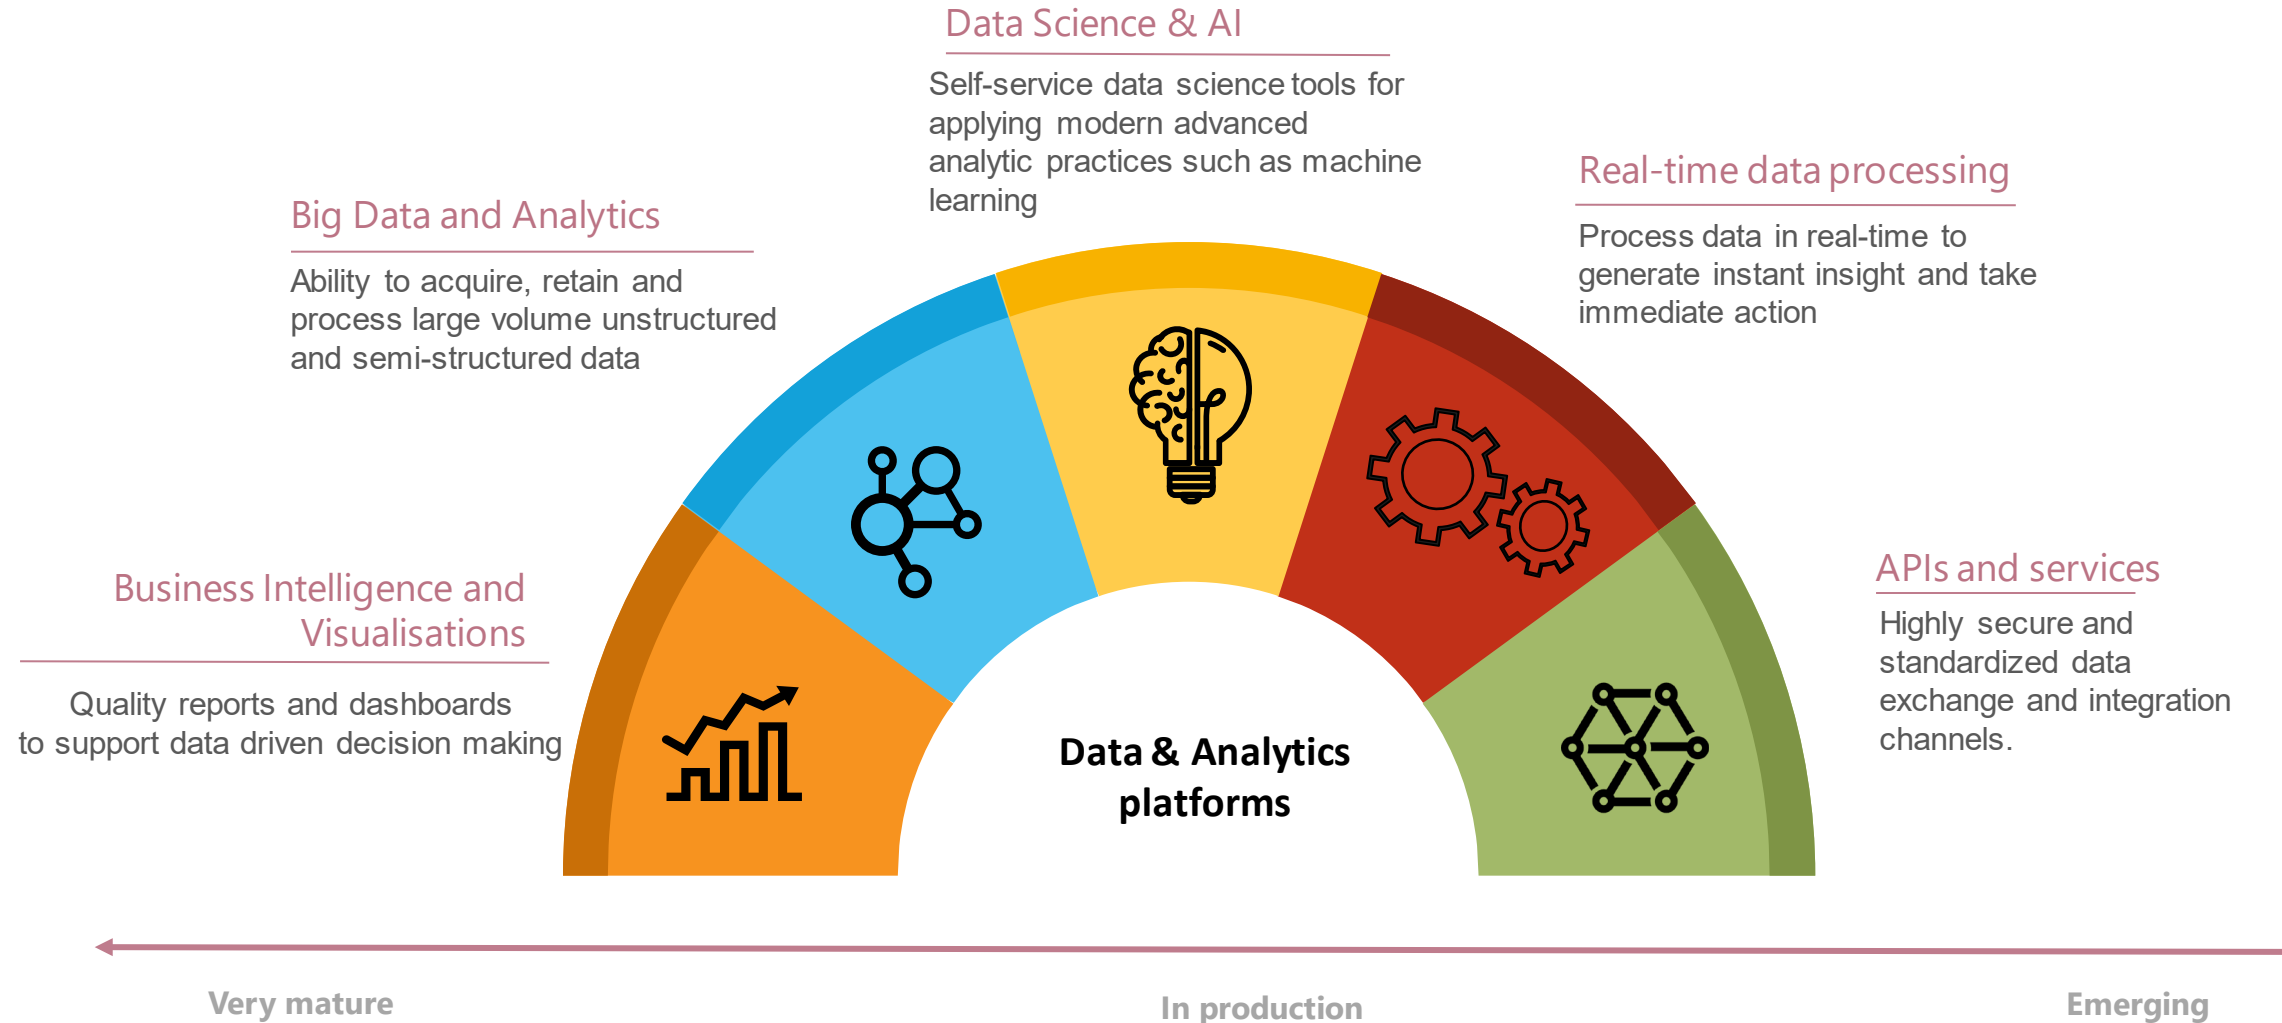 Data Science & AI
Self-service data science tools for
applying modern advanced
analytic practices such as machine
learning
Big Data and Analytics
Ability to acquire, retain and
process large volume unstructured
and semi-structured data
Real-time data processing
Process data in real-time to
generate instant insight and take
immediate action
Business Intelligence and
Visualisations
Quality reports and dashboards
to support data driven decision making
APIs and services
Highly secure and
standardized data
exchange and integration
channels.
Data & Analytics
platforms
Very mature
In production
Emerging